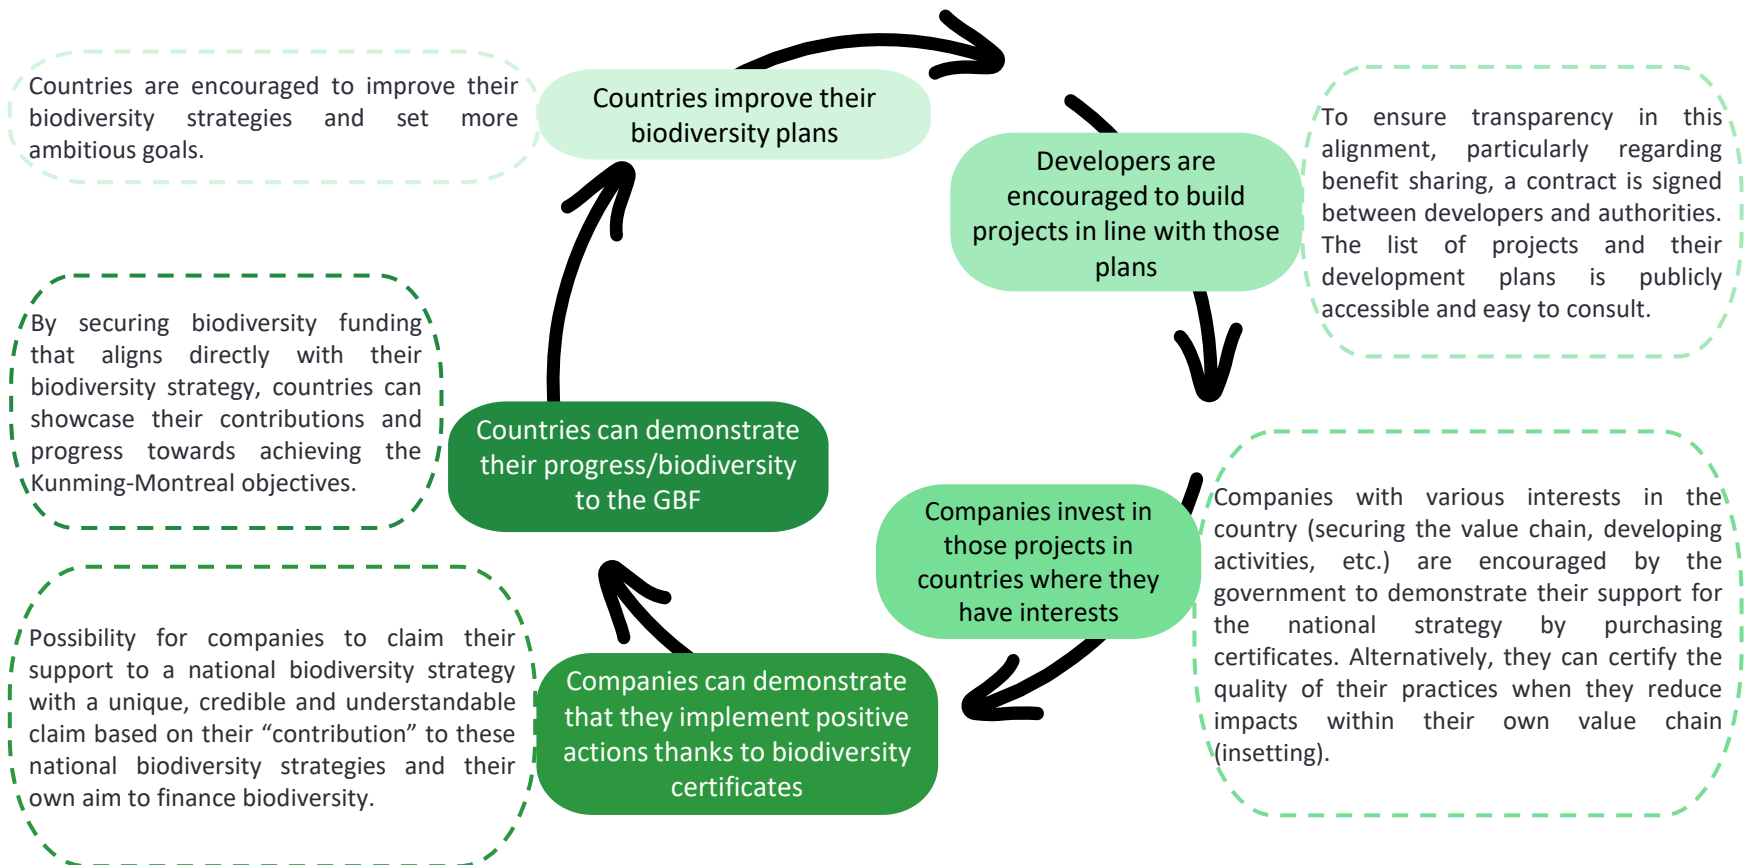 Countries are encouraged to improve their
biodiversity strategies and set more
ambitious goals.
Countries improve their
biodiversity plans
Developers are
encouraged to build
projects in line with those
plans
To ensure transparency in this
alignment, particularly regarding
benefit sharing, a contract is signed
between developers and authorities.
The list of projects and their
development plans is publicly
accessible and easy to consult.
By securing biodiversity funding
that aligns directly with their
biodiversity strategy, countries can
showcase their contributions and
progress towards achieving the
Kunming-Montreal objectives.
Countries can demonstrate
their progress/biodiversity
to the GBF
Companies invest in
those projects in
countries where they
have interests
Companies with various interests in the
country (securing the value chain, developing
activities, etc.) are encouraged by the
government to demonstrate their support for
the national strategy by purchasing
certificates. Alternatively, they can certify the
quality of their practices when they reduce
impacts within their own value chain
(insetting).
Possibility for companies to claim their
support to a national biodiversity strategy
with a unique, credible and understandable
claim based on their “contribution” to these
national biodiversity strategies and their
own aim to finance biodiversity.
Companies can demonstrate
that they implement positive
actions thanks to biodiversity
certificates